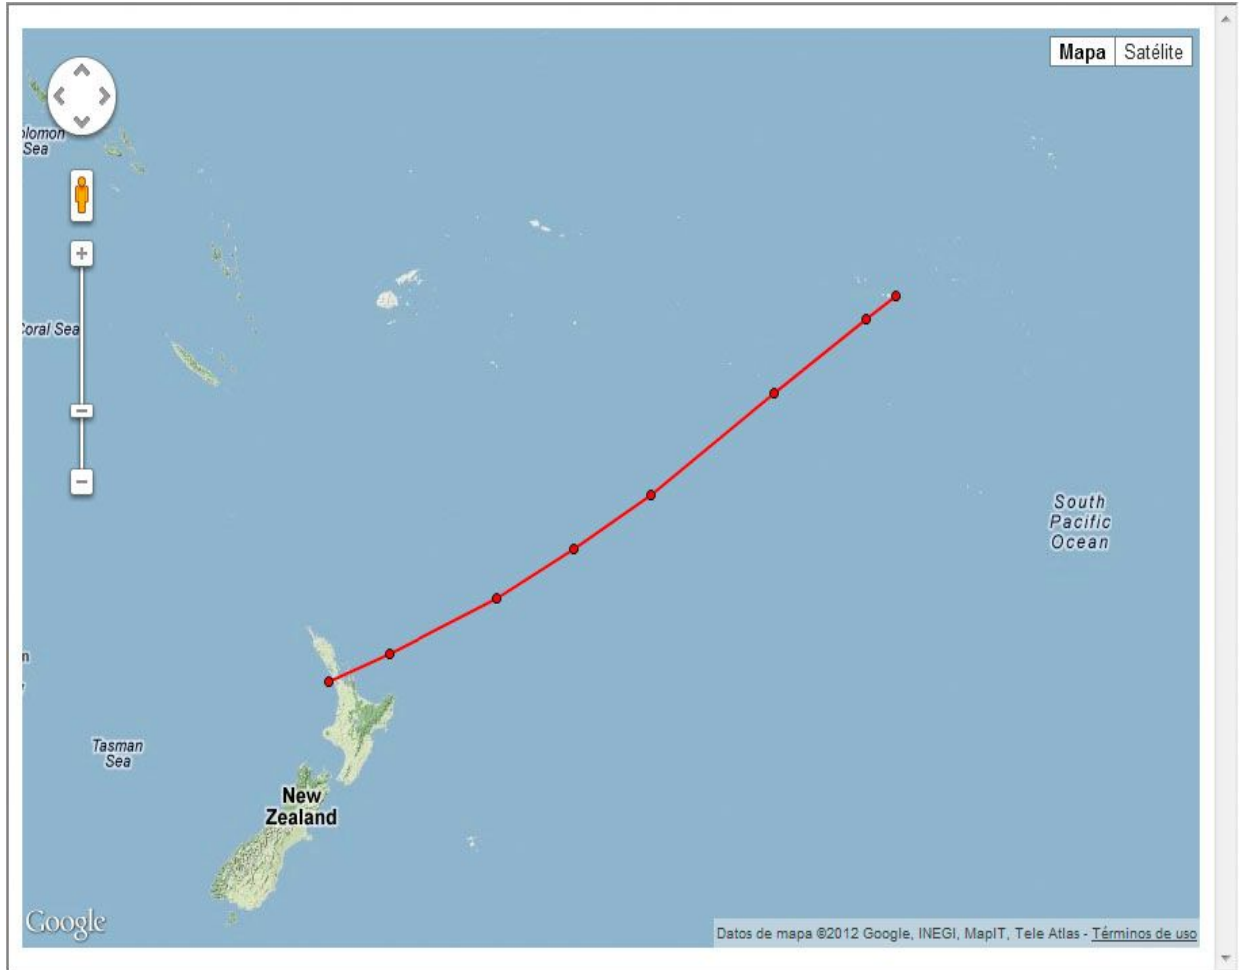 Mapa Satélite
olomon
Sea
Coral Sea
South
Pacific
Ocean
Tasman
Sea
New
Zealand
Google
Datos de mapa ©2012 Google, INEGI, MapIT, Tele Atlas - Términos de uso